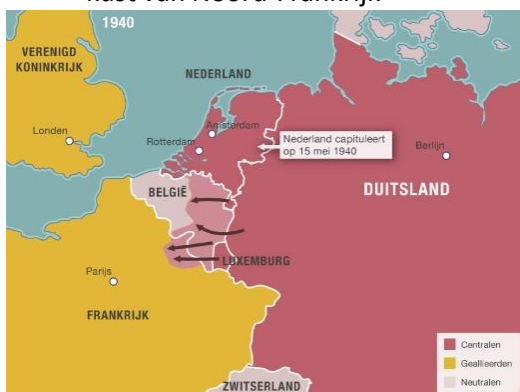 kust van Noord-Frankrijk
1940
VERENIGD
KONINKRIJK
NEDERLAND
Londen
Amsterdam
Rotterdam
Nederland capituleert
op 15 mei 1940
Berlijn
BELGIË
DUITSLAND
LUXEMBURG
Parijs
FRANKRIJK
ZWITSERLAND
Centralen
Geallieerden
Neutralen